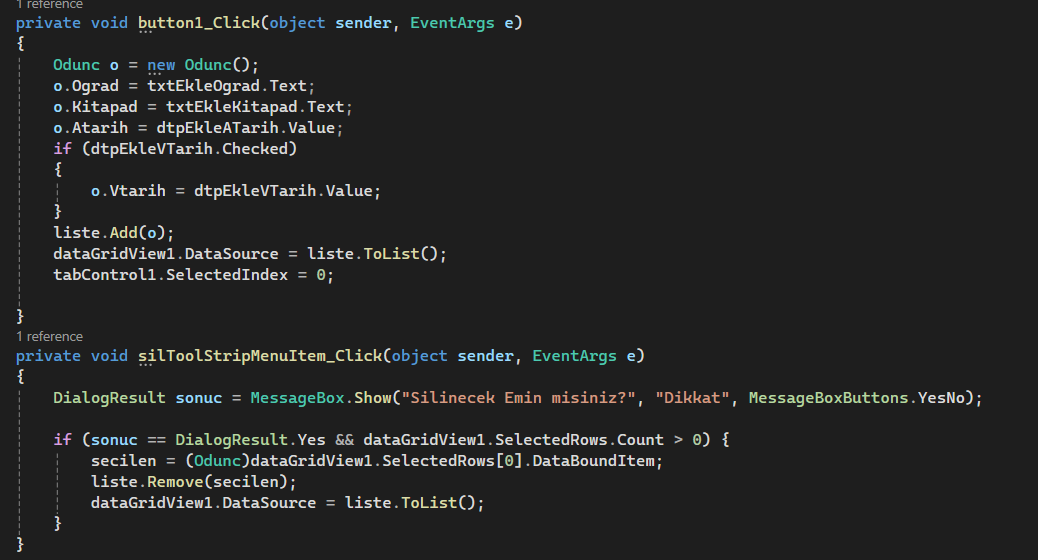 1 reference
private void button1_Click(object sender, EventArgs e)
{
    Odunc o = new Odunc();
    o.Ograd = txtEkleOgrad.Text;
    o.Kitapad = txtEkleKitapad.Text;
    o.Atarih = dtpEkleATarih.Value;
    if (dtpEkleVTarih.Checked)
    {
        o.Vtarih = dtpEkleVTarih.Value;
    }
    liste.Add(o);
    dataGridView1.DataSource = liste.ToList();
    tabControl1.SelectedIndex = 0;
}
1 reference
private void silToolStripMenuItem_Click(object sender, EventArgs e)
{
    DialogResult sonuc = MessageBox.Show("Silinecek Emin misiniz?", "Dikkat", MessageBoxButtons.YesNo);
    if (sonuc == DialogResult.Yes && dataGridView1.SelectedRows.Count > 0) {
        secilen = (Odunc)dataGridView1.SelectedRows[0].DataBoundItem;
        liste.Remove(secilen);
        dataGridView1.DataSource = liste.ToList();
    }
}